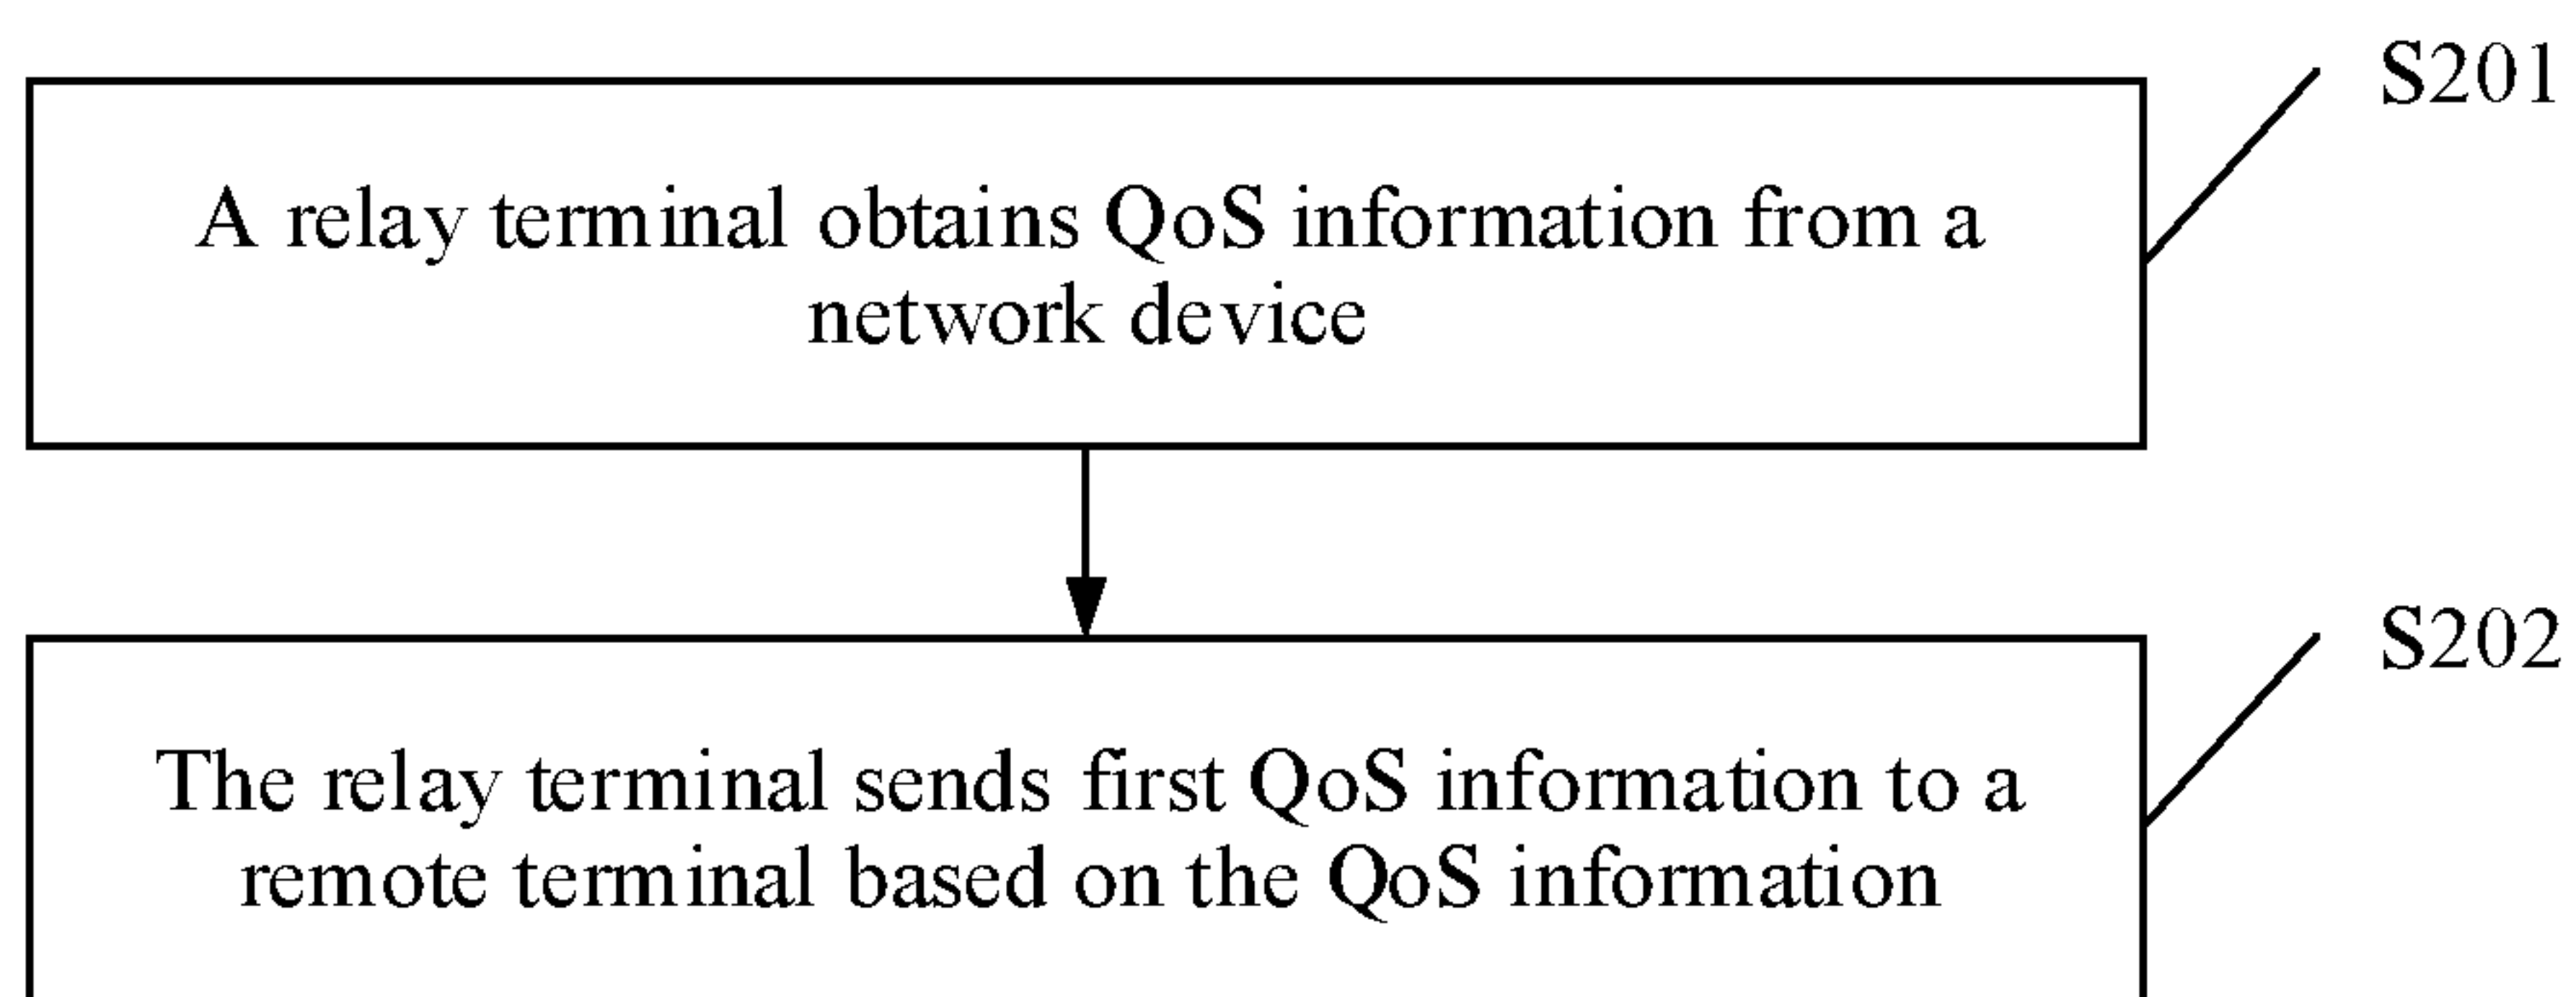 S201
A relay terminal obtains QoS information from a
network device
S202
The relay terminal sends first QoS information to a
remote terminal based on the QoS information